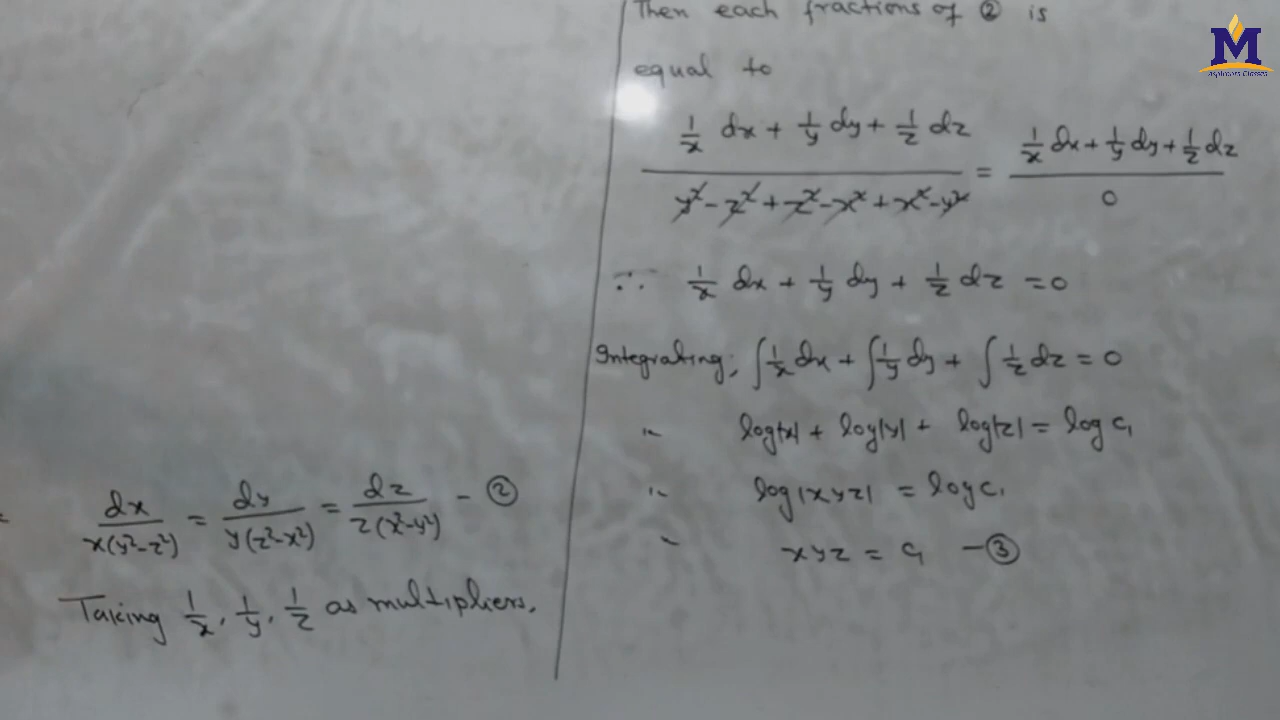 dx/x(y²-z²) = dy/y(z²-x²) = dz/z(x²-y²) - ②
Taking 1/x, 1/y, 1/z as multipliers.
Then each fractions of ② is
equal to
(1/x dx + 1/y dy + 1/z dz)/(y²-z²+z²-x²+x²-y²) = (1/x dx + 1/y dy + 1/z dz)/0
∴ 1/x dx + 1/y dy + 1/z dz = 0
Integrating, ∫1/x dx + ∫1/y dy + ∫1/z dz = 0
" log|x| + log|y| + log|z| = log c₁
" log|xyz| = log c₁
" xyz = c₁ - ③
M
Aspirants Classes